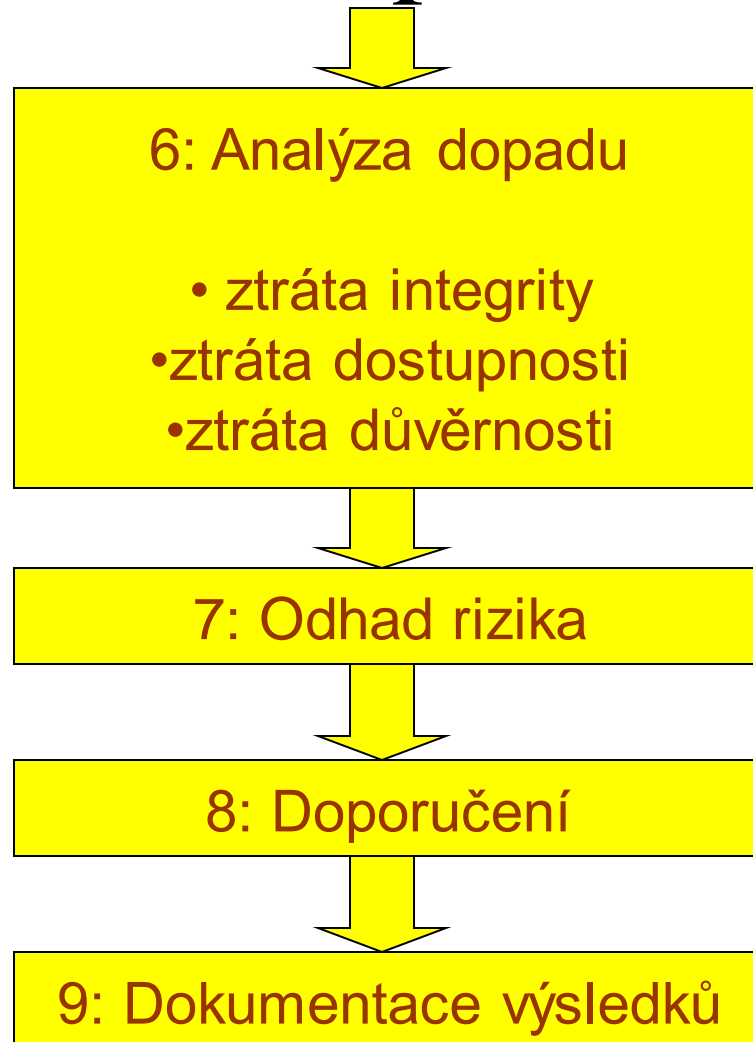 6: Analýza dopadu
• ztráta integrity
•ztráta dostupnosti
•ztráta důvěrnosti
7: Odhad rizika
8: Doporučení
9: Dokumentace výsledků